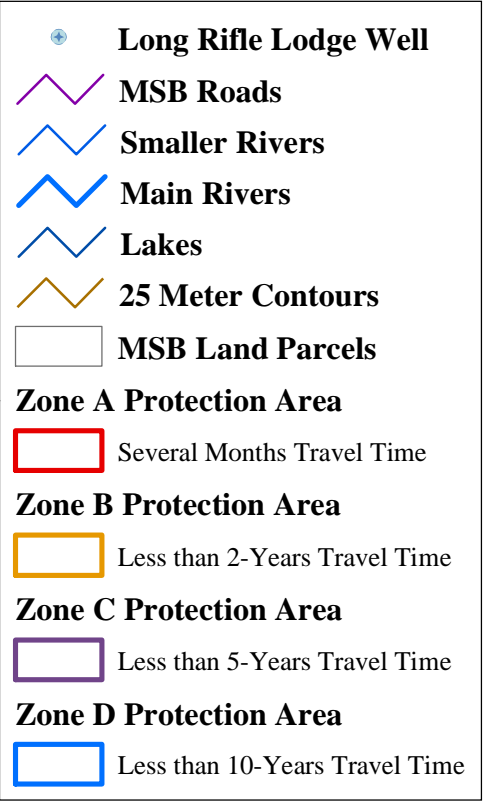 Long Rifle Lodge Well
MSB Roads
Smaller Rivers
Main Rivers
Lakes
25 Meter Contours
MSB Land Parcels
Zone A Protection Area
Several Months Travel Time
Zone B Protection Area
Less than 2-Years Travel Time
Zone C Protection Area
Less than 5-Years Travel Time
Zone D Protection Area
Less than 10-Years Travel Time